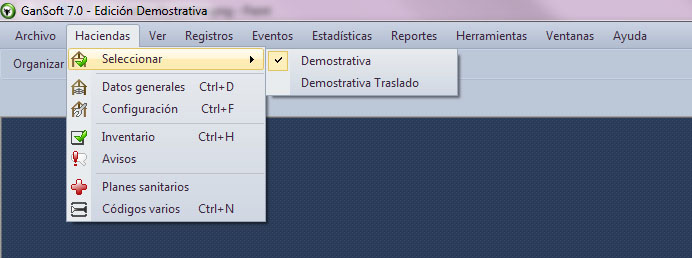 GanSoft 7.0 - Edición Demostrativa
Archivo Haciendas Ver Registros Eventos Estadísticas Reportes Herramientas Ventanas Ayuda
Organizar
Seleccionar
Demostrativa
Demostrativa Traslado
Datos generales Ctrl+D
Configuración Ctrl+F
Inventario Ctrl+H
Avisos
Planes sanitarios
Códigos varios Ctrl+N